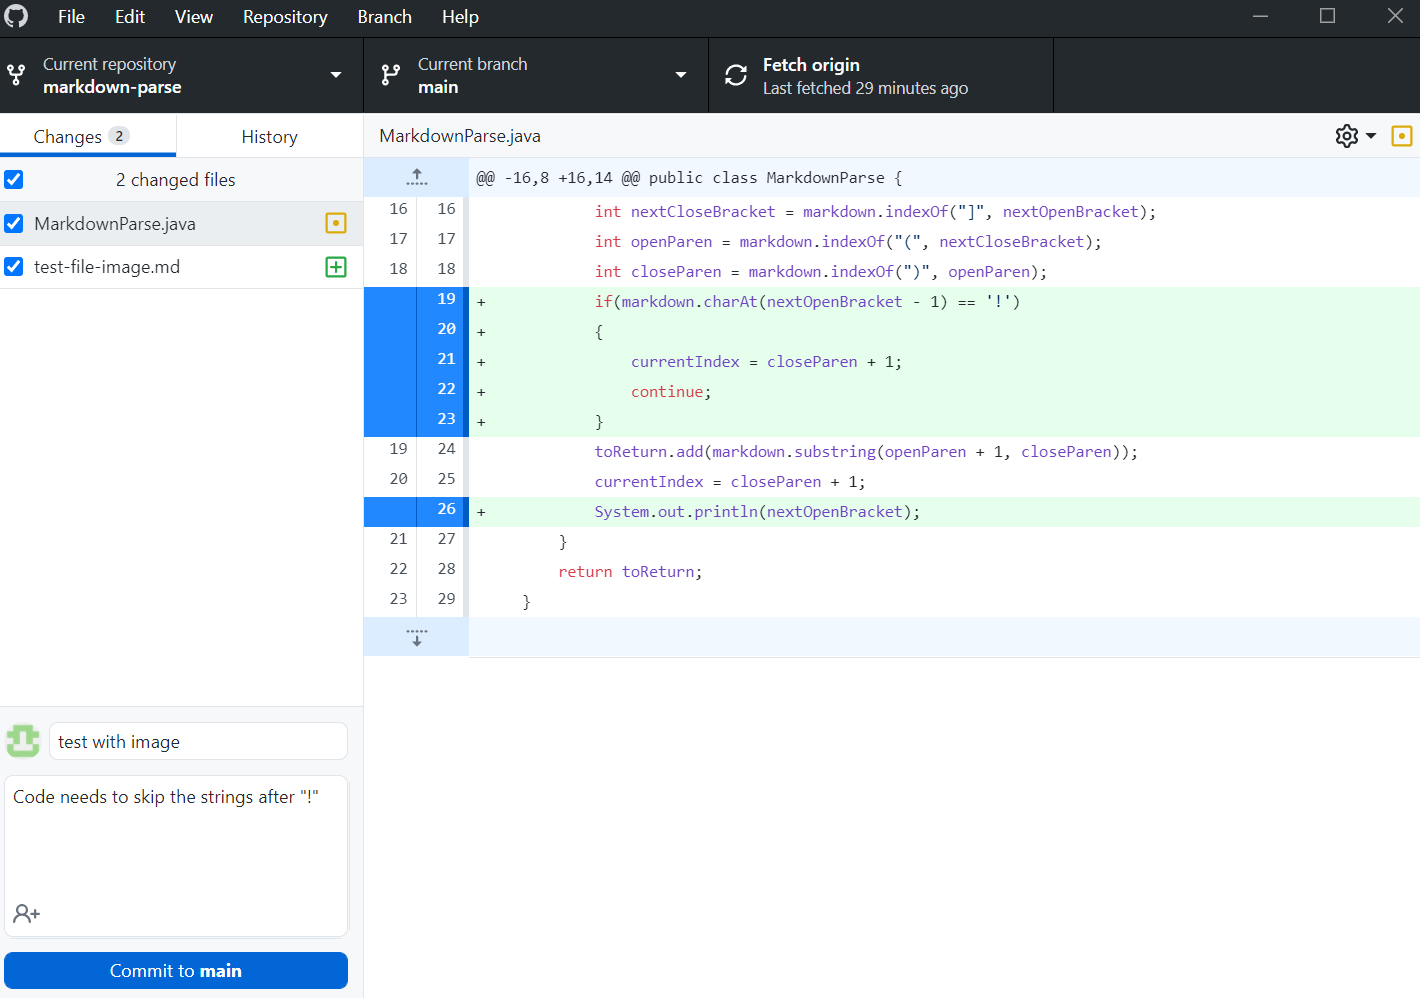 File Edit View Repository Branch Help
Current repository
markdown-parse
Current branch
main
Fetch origin
Last fetched 29 minutes ago
Changes 2
History
MarkdownParse.java
2 changed files
MarkdownParse.java
test-file-image.md
@@ -16,8 +16,14 @@ public class MarkdownParse {
16 16 int nextCloseBracket = markdown.indexOf("]", nextOpenBracket);
17 17 int openParen = markdown.indexOf("(", nextCloseBracket);
18 18 int closeParen = markdown.indexOf(")", openParen);
19 + if(markdown.charAt(nextOpenBracket - 1) == '!')
20 + {
21 + currentIndex = closeParen + 1;
22 + continue;
23 + }
19 24 toReturn.add(markdown.substring(openParen + 1, closeParen));
20 25 currentIndex = closeParen + 1;
26 + System.out.println(nextOpenBracket);
21 27 }
22 28 return toReturn;
23 29 }
test with image
Code needs to skip the strings after "!"
Commit to main